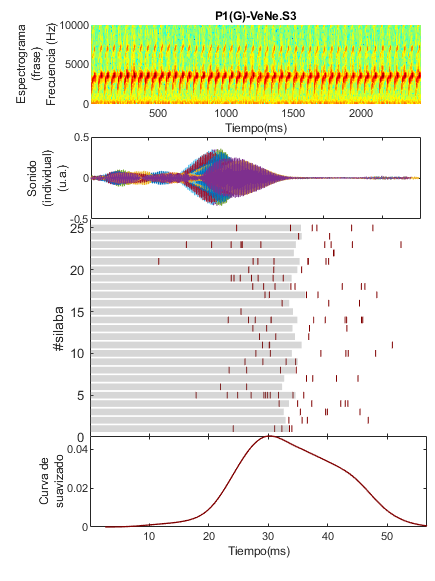 P1(G)-VeNe.S3
Espectrograma
(frase)
Frecuencia (Hz)
10000
5000
0
500
1000
1500
2000
Tiempo(ms)
Sonido
(individual)
(u.a.)
0.5
0
-0.5
#silaba
25
20
15
10
5
0
Curva de
suavizado
0.04
0.02
0
10
20
30
40
50
Tiempo(ms)